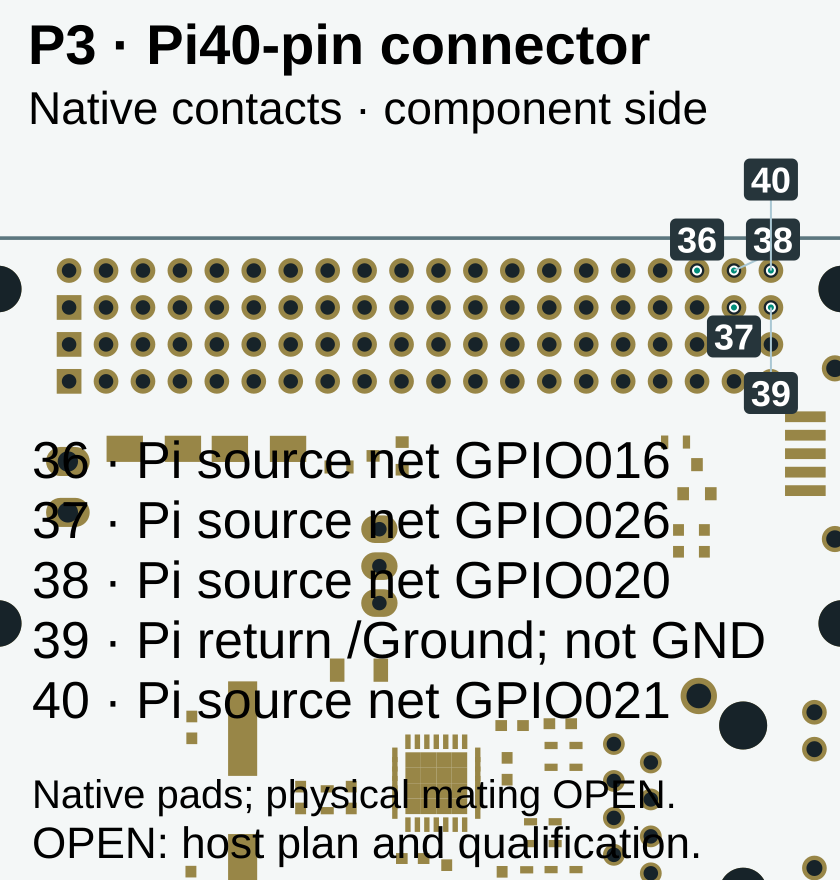 P3 · Pi40-pin connector
Native contacts · component side
40
36 38
37
39
36 · Pi source net GPIO016
37 · Pi source net GPIO026
38 · Pi source net GPIO020
39 · Pi return /Ground; not GND
40 · Pi source net GPIO021
Native pads; physical mating OPEN.
OPEN: host plan and qualification.